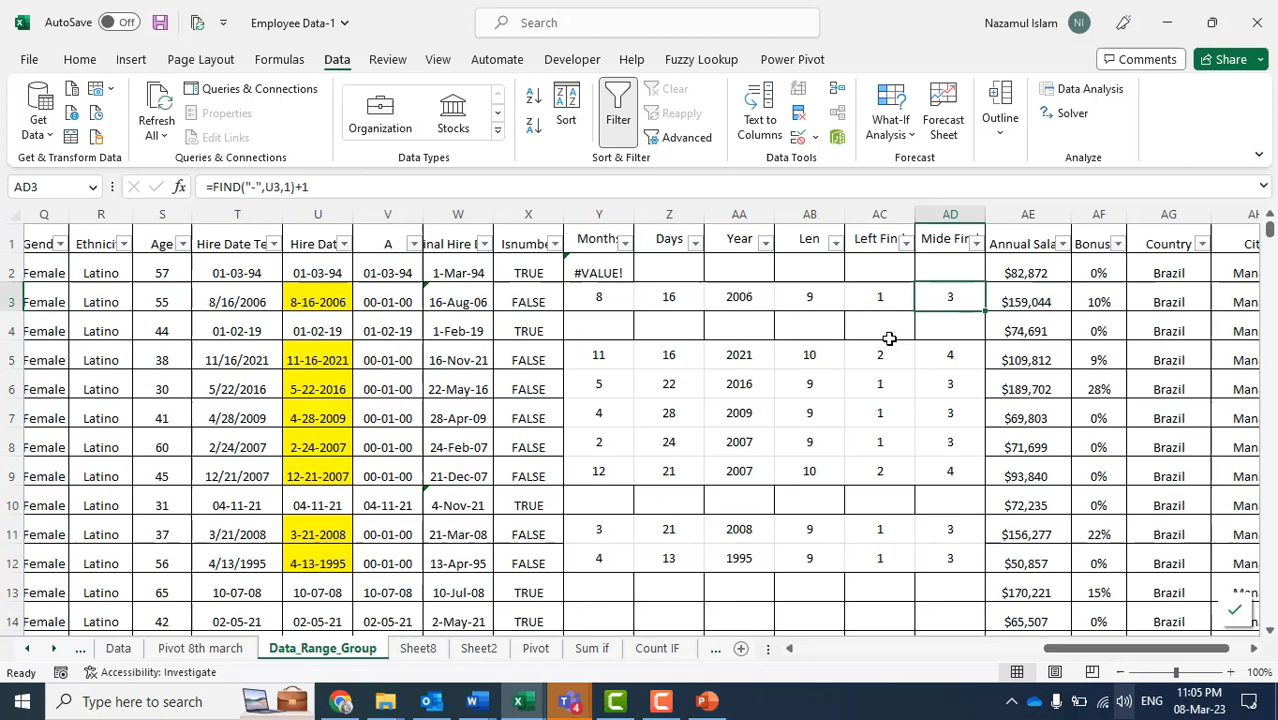 AutoSave Off Employee Data-1 Search Nazamul Islam NI
File Home Insert Page Layout Formulas Data Review View Automate Developer Help Fuzzy Lookup Power Pivot Comments Share
Get Data Queries & Connections Properties Edit Links Refresh All Organization Stocks Sort Filter Clear Reapply Advanced Text to Columns What-If Analysis Forecast Sheet Outline Data Analysis Solver
Get & Transform Data Queries & Connections Data Types Sort & Filter Data Tools Forecast Analyze
AD3 fx =FIND("-",U3,1)+1
Q R S T U V W X Y Z AA AB AC AD AE AF AG AH
1 Gend Ethnici Age Hire Date Te Hire Dat A inal Hire D Isnumbe Months Days Year Len Left Find Mide Fin Annual Sala Bonus Country Cit
2 Female Latino 57 01-03-94 01-03-94 01-03-94 1-Mar-94 TRUE #VALUE! $82,872 0% Brazil Man
3 Female Latino 55 8/16/2006 8-16-2006 00-01-00 16-Aug-06 FALSE 8 16 2006 9 1 3 $159,044 10% Brazil Man
4 Female Latino 44 01-02-19 01-02-19 01-02-19 1-Feb-19 TRUE $74,691 0% Brazil Man
5 Female Latino 38 11/16/2021 11-16-2021 00-01-00 16-Nov-21 FALSE 11 16 2021 10 2 4 $109,812 9% Brazil Man
6 Female Latino 30 5/22/2016 5-22-2016 00-01-00 22-May-16 FALSE 5 22 2016 9 1 3 $189,702 28% Brazil Man
7 Female Latino 41 4/28/2009 4-28-2009 00-01-00 28-Apr-09 FALSE 4 28 2009 9 1 3 $69,803 0% Brazil Man
8 Female Latino 60 2/24/2007 2-24-2007 00-01-00 24-Feb-07 FALSE 2 24 2007 9 1 3 $71,699 0% Brazil Man
9 Female Latino 45 12/21/2007 12-21-2007 00-01-00 21-Dec-07 FALSE 12 21 2007 10 2 4 $93,840 0% Brazil Man
10 Female Latino 31 04-11-21 04-11-21 04-11-21 4-Nov-21 TRUE $72,235 0% Brazil Man
11 Female Latino 37 3/21/2008 3-21-2008 00-01-00 21-Mar-08 FALSE 3 21 2008 9 1 3 $156,277 22% Brazil Man
12 Female Latino 56 4/13/1995 4-13-1995 00-01-00 13-Apr-95 FALSE 4 13 1995 9 1 3 $50,857 0% Brazil Man
13 Female Latino 65 10-07-08 10-07-08 10-07-08 10-Jul-08 TRUE $170,221 15% Brazil Man
14 Female Latino 42 02-05-21 02-05-21 02-05-21 2-May-21 TRUE $65,507 0% Brazil Man
... Data Pivot 8th march Data_Range_Group Sheet8 Sheet2 Pivot Sum if Count IF ...
Ready Accessibility: Investigate 100%
Type here to search ENG 11:05 PM
08-Mar-23